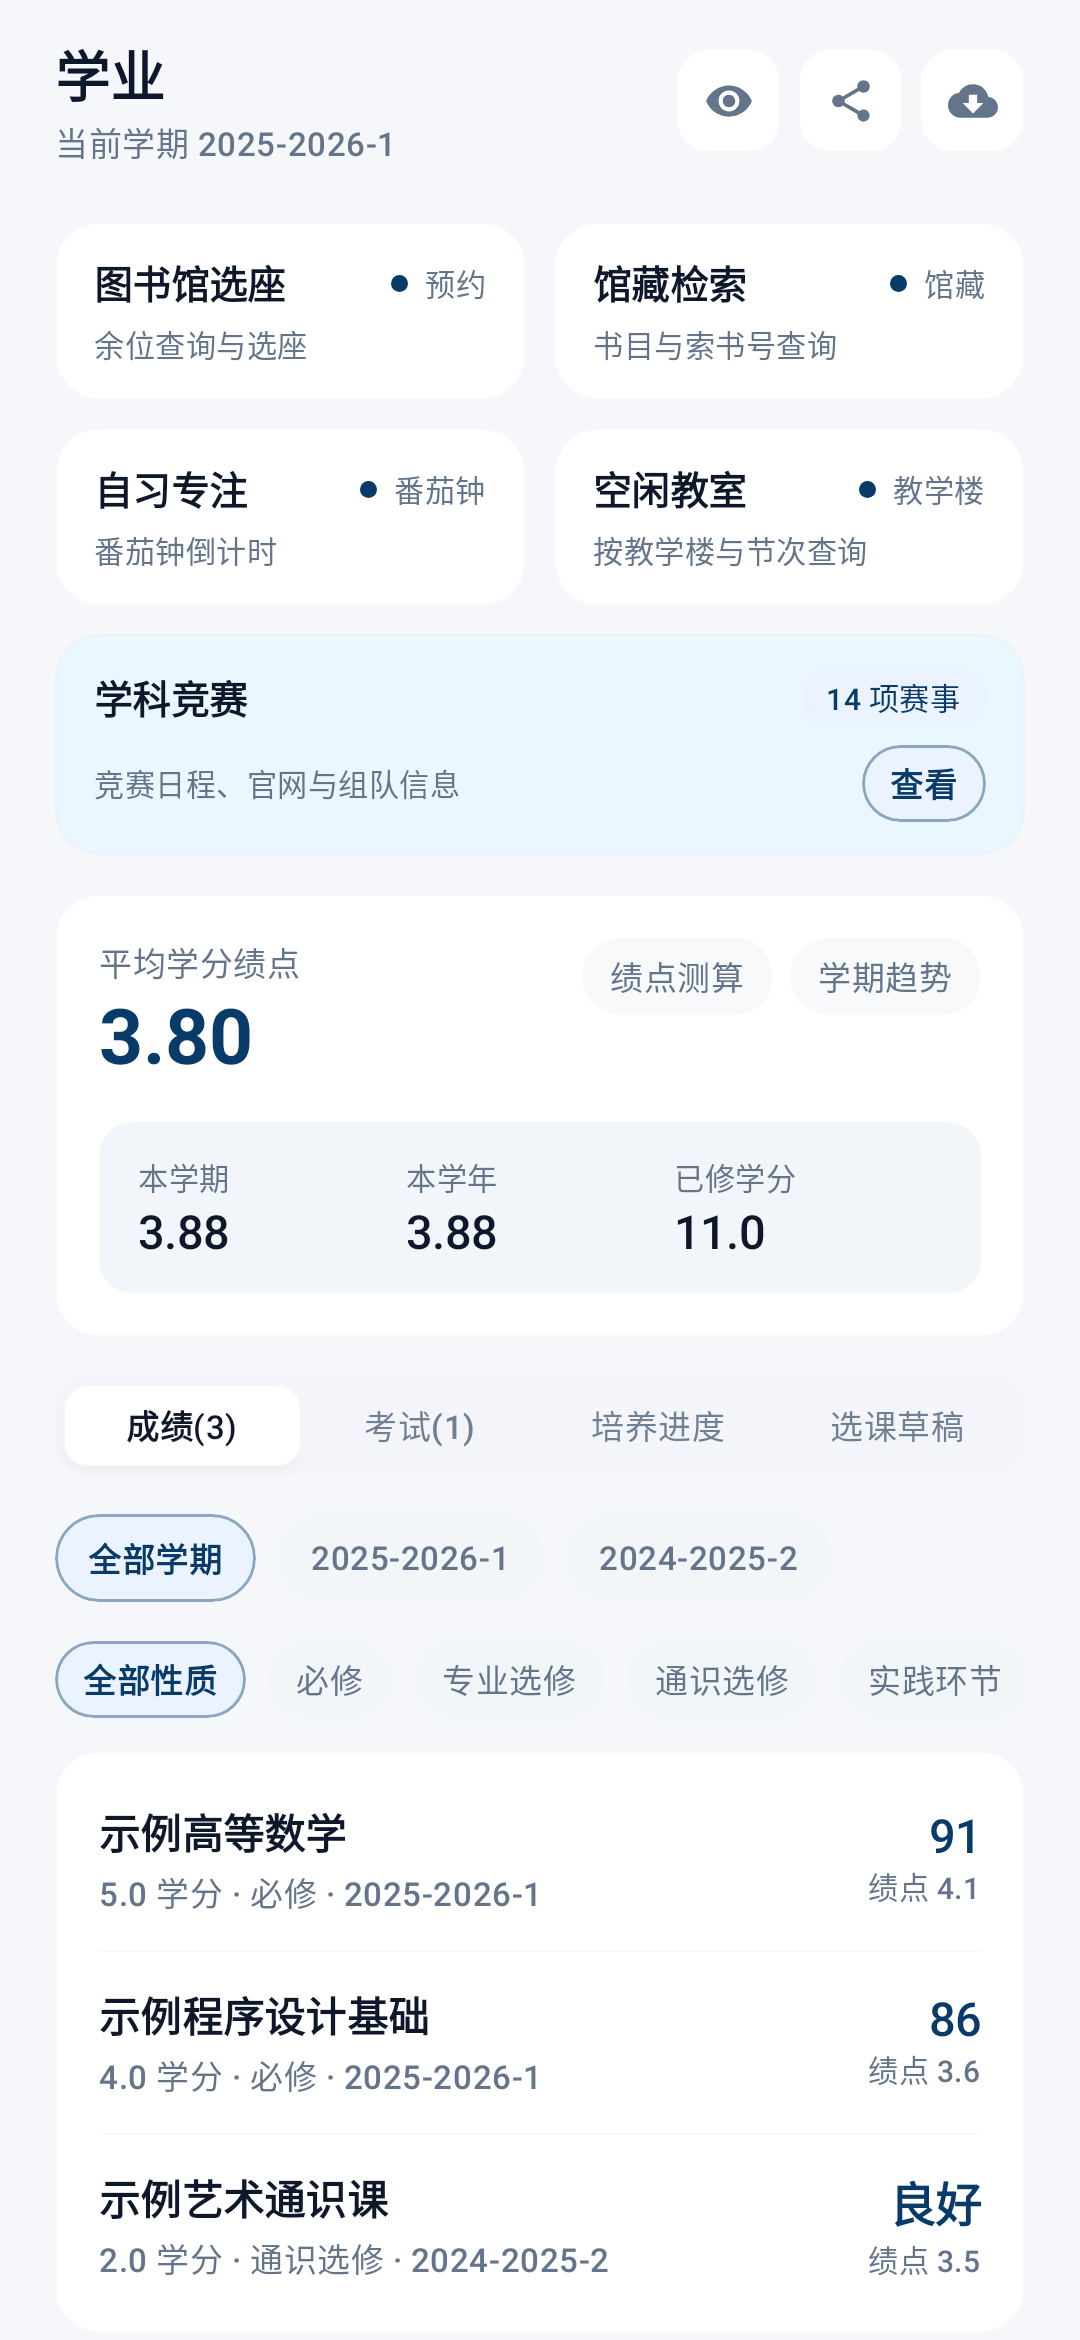 学业
当前学期 2025-2026-1
图书馆选座 预约
余位查询与选座
馆藏检索 馆藏
书目与索书号查询
自习专注 番茄钟
番茄钟倒计时
空闲教室 教学楼
按教学楼与节次查询
学科竞赛 14 项赛事
竞赛日程、官网与组队信息 查看
平均学分绩点 绩点测算 学期趋势
3.80
本学期 本学年 已修学分
3.88 3.88 11.0
成绩(3) 考试(1) 培养进度 选课草稿
全部学期 2025-2026-1 2024-2025-2
全部性质 必修 专业选修 通识选修 实践环节
示例高等数学 91
5.0 学分 · 必修 · 2025-2026-1 绩点 4.1
示例程序设计基础 86
4.0 学分 · 必修 · 2025-2026-1 绩点 3.6
示例艺术通识课 良好
2.0 学分 · 通识选修 · 2024-2025-2 绩点 3.5